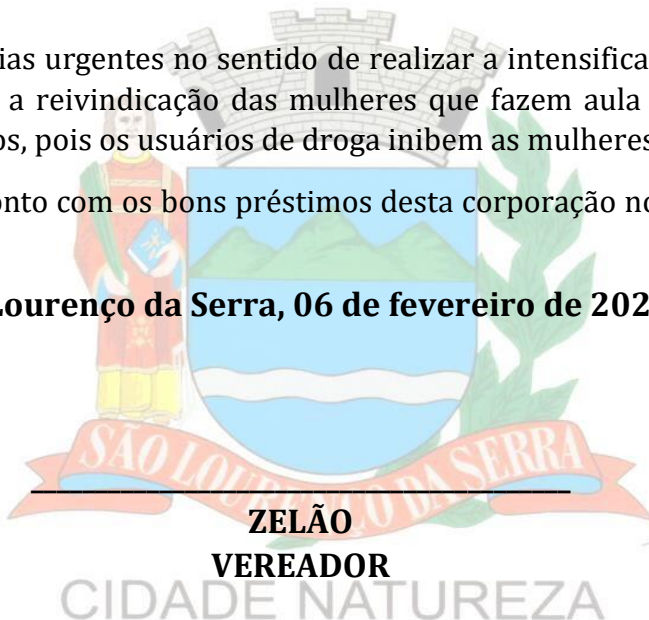 ias urgentes no sentido de realizar a intensifica
a reivindicação das mulheres que fazem aula
os, pois os usuários de droga inibem as mulheres
onto com os bons préstimos desta corporação no
Lourenço da Serra, 06 de fevereiro de 202
SÃO LOURENÇO DA SERRA
ZELÃO
VEREADOR
CIDADE NATUREZA